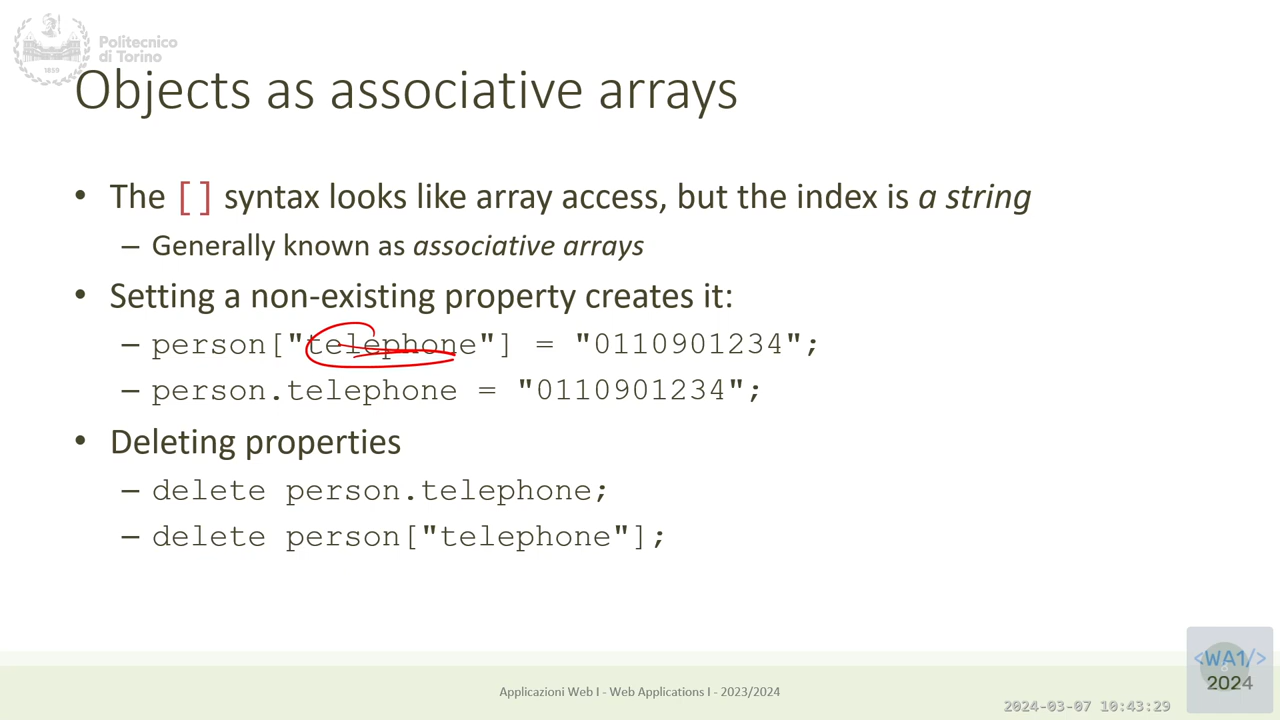 Politecnico
di Torino
1859
Objects as associative arrays
• The [] syntax looks like array access, but the index is a string
– Generally known as associative arrays
• Setting a non-existing property creates it:
– person["telephone"] = "0110901234";
– person.telephone = "0110901234";
• Deleting properties
– delete person.telephone;
– delete person["telephone"];
<WA1/>
2024
Applicazioni Web I - Web Applications I - 2023/2024
2024-03-07 10:43:29